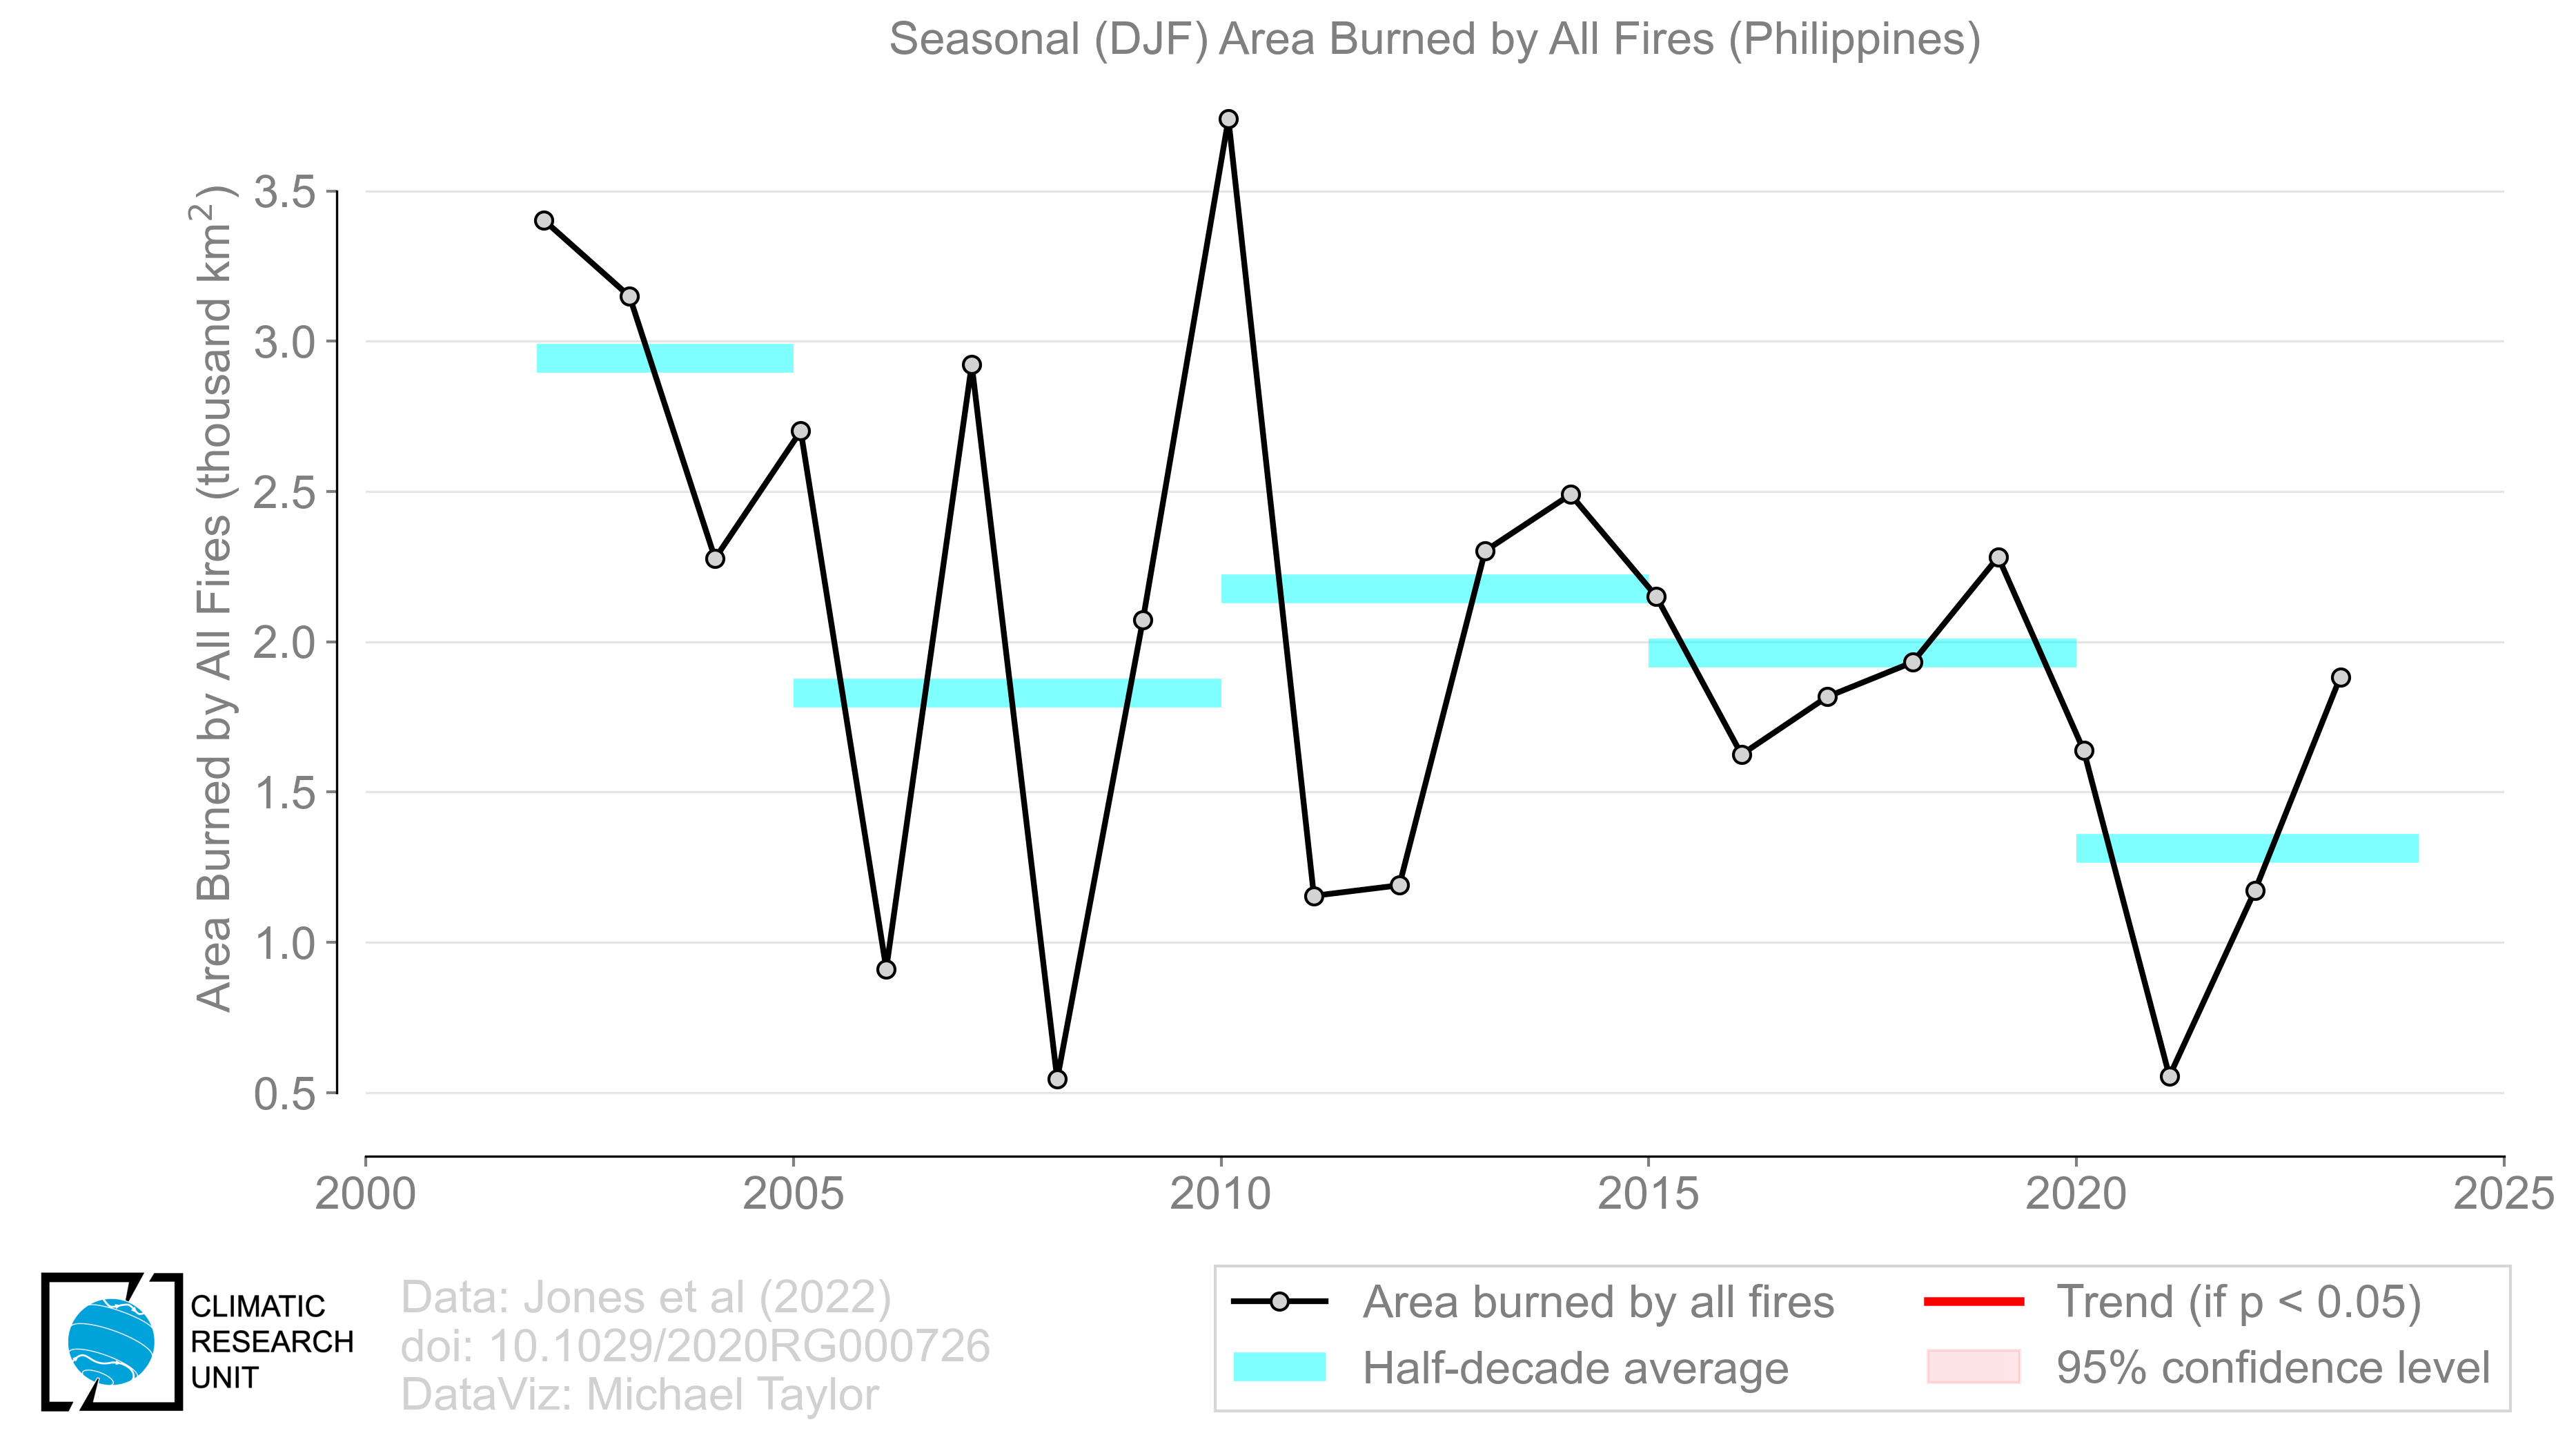 Seasonal (DJF) Area Burned by All Fires (Philippines)
Area Burned by All Fires (thousand km²)
3.5
3.0
2.5
2.0
1.5
1.0
0.5
2000 2005 2010 2015 2020 2025
CLIMATIC
RESEARCH
UNIT
Data: Jones et al (2022)
doi: 10.1029/2020RG000726
DataViz: Michael Taylor
Area burned by all fires
Half-decade average
Trend (if p < 0.05)
95% confidence level